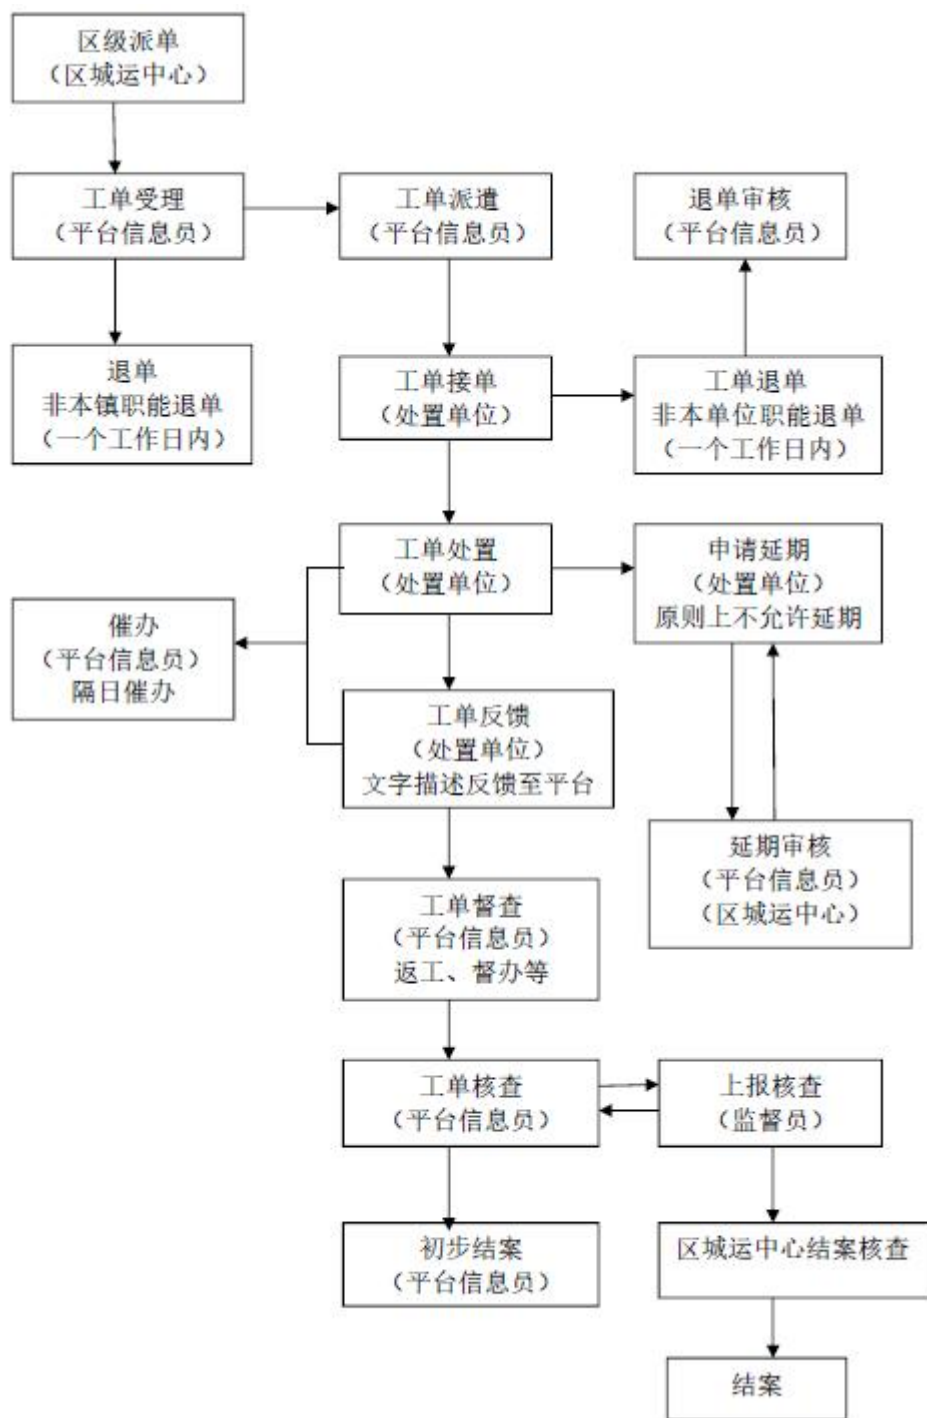 区级派单
（区城运中心）
工单受理
（平台信息员）
工单派遣
（平台信息员）
退单审核
（平台信息员）
退单
非本镇职能退单
（一个工作日内）
工单接单
（处置单位）
工单退单
非本单位职能退单
（一个工作日内）
工单处置
（处置单位）
申请延期
（处置单位）
原则上不允许延期
催办
（平台信息员）
隔日催办
工单反馈
（处置单位）
文字描述反馈至平台
延期审核
（平台信息员）
（区城运中心）
工单督查
（平台信息员）
返工、督办等
工单核查
（平台信息员）
上报核查
（监督员）
初步结案
（平台信息员）
区城运中心结案核查
结案